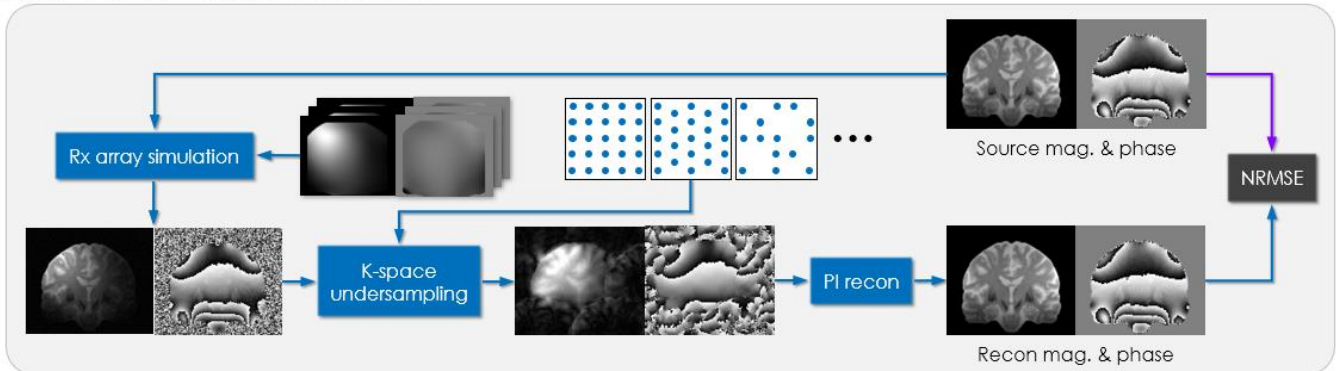 Rx array simulation
Source mag. & phase
NRMSE
K-space
undersampling
PI recon
Recon mag. & phase